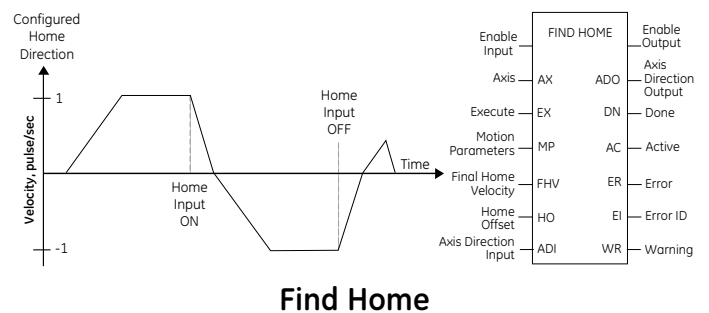 Configured
Home
Direction
1
Velocity, pulse/sec
-1
Home
Input
ON
Home
Input
OFF
Time
FIND HOME
Enable
Input
Enable
Output
Axis
AX
ADO
Axis
Direction
Output
Execute
EX
DN
Done
Motion
Parameters
MP
AC
Active
Final Home
Velocity
FHV
ER
Error
Home
Offset
HO
EI
Error ID
Axis Direction
Input
ADI
WR
Warning
Find Home